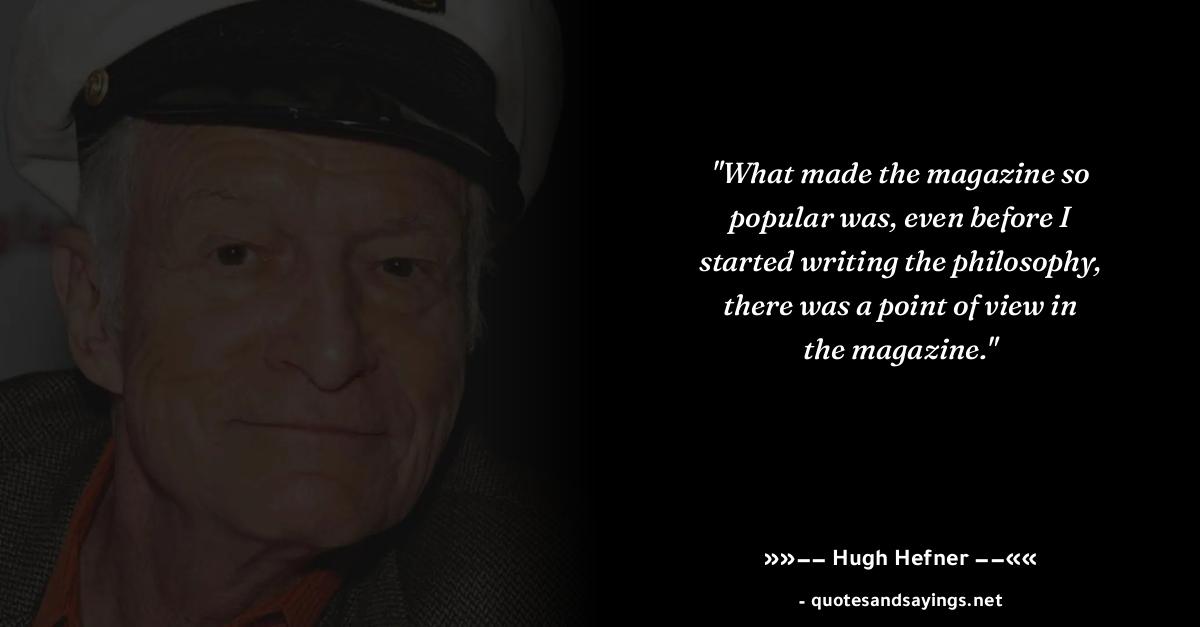 "What made the magazine so
popular was, even before I
started writing the philosophy,
there was a point of view in
the magazine."
»»–– Hugh Hefner ––««
- quotesandsayings.net